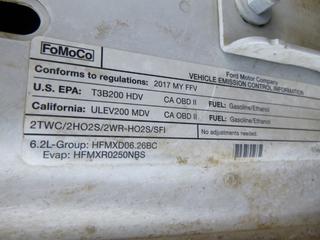 FoMoCo
Ford Motor Company
VEHICLE EMISSION CONTROL INFORMATION
Conforms to regulations: 2017 MY FFV
U.S. EPA: T3B200 HDV CA OBD II FUEL: Gasoline/Ethanol
California: ULEV200 MDV CA OBD II FUEL: Gasoline/Ethanol
2TWC/2HO2S/2WR-HO2S/SFI No adjustments needed.
6.2L-Group: HFMXD06.26BC
Evap: HFMXR0250NBS